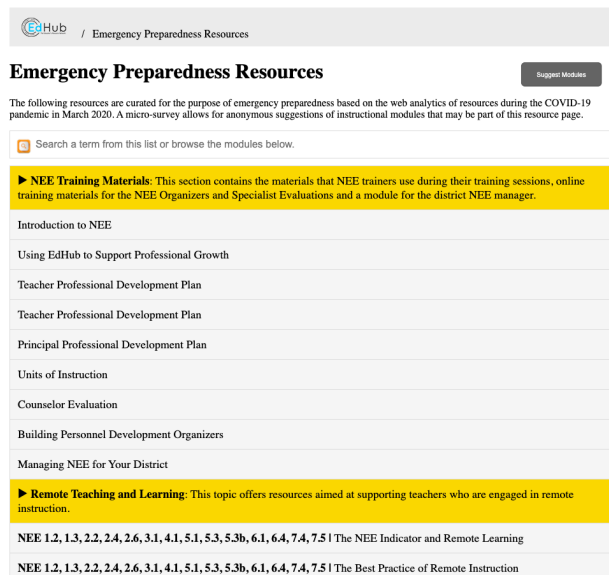 EdHub / Emergency Preparedness Resources
Emergency Preparedness Resources
Suggest Modules
The following resources are curated for the purpose of emergency preparedness based on the web analytics of resources during the COVID-19
pandemic in March 2020. A micro-survey allows for anonymous suggestions of instructional modules that may be part of this resource page.
Search a term from this list or browse the modules below.
▶ NEE Training Materials: This section contains the materials that NEE trainers use during their training sessions, online
training materials for the NEE Organizers and Specialist Evaluations and a module for the district NEE manager.
Introduction to NEE
Using EdHub to Support Professional Growth
Teacher Professional Development Plan
Teacher Professional Development Plan
Principal Professional Development Plan
Units of Instruction
Counselor Evaluation
Building Personnel Development Organizers
Managing NEE for Your District
▶ Remote Teaching and Learning: This topic offers resources aimed at supporting teachers who are engaged in remote
instruction.
NEE 1.2, 1.3, 2.2, 2.4, 2.6, 3.1, 4.1, 5.1, 5.3, 5.3b, 6.1, 6.4, 7.4, 7.5 | The NEE Indicator and Remote Learning
NEE 1.2, 1.3, 2.2, 2.4, 2.6, 3.1, 4.1, 5.1, 5.3, 5.3b, 6.1, 6.4, 7.4, 7.5 | The Best Practice of Remote Instruction